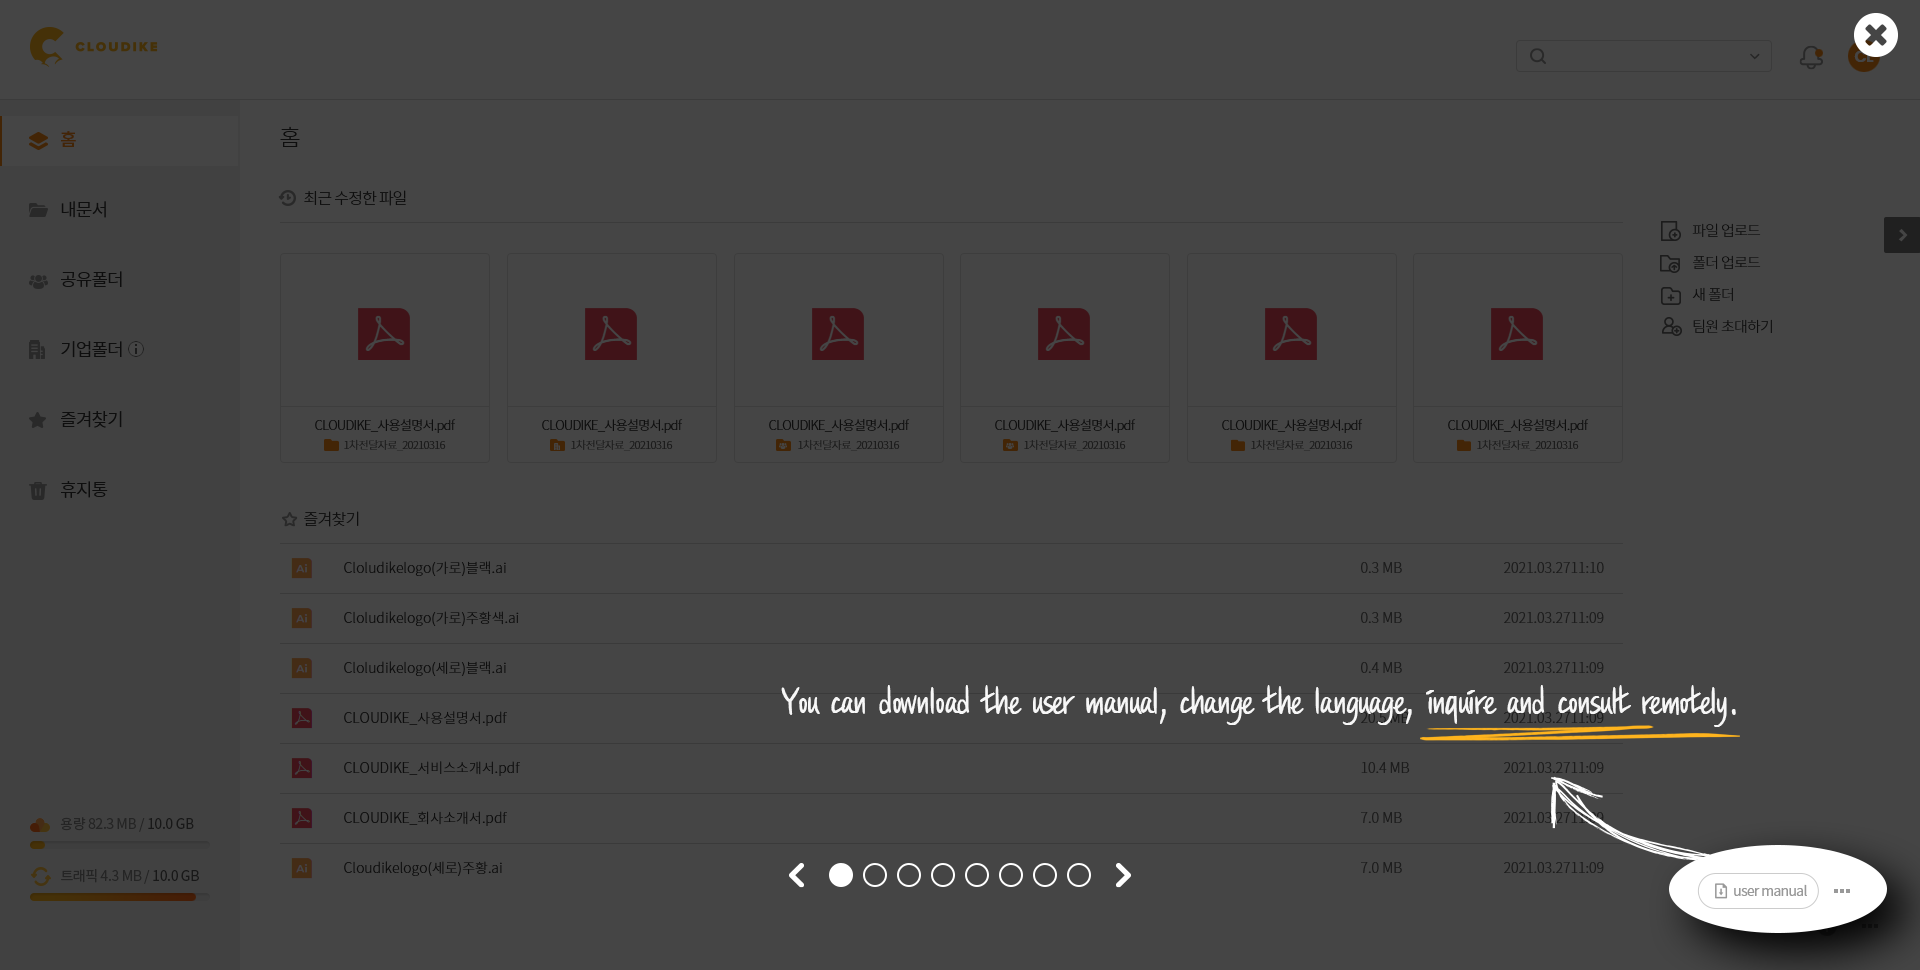 CLOUDIKE
홈
내문서
공유폴더
기업폴더
즐겨찾기
휴지통
용량 82.3 MB / 10.0 GB
트래픽 4.3 MB / 10.0 GB
홈
최근 수정한 파일
CLOUDIKE_사용설명서.pdf
1차전달자료_20210316
CLOUDIKE_사용설명서.pdf
1차전달자료_20210316
CLOUDIKE_사용설명서.pdf
1차전달자료_20210316
CLOUDIKE_사용설명서.pdf
1차전달자료_20210316
CLOUDIKE_사용설명서.pdf
1차전달자료_20210316
CLOUDIKE_사용설명서.pdf
1차전달자료_20210316
파일 업로드
폴더 업로드
새 폴더
팀원 초대하기
즐겨찾기
Ai Cloludikelogo(가로)블랙.ai 0.3 MB 2021.03.2711:10
Ai Cloludikelogo(가로)주황색.ai 0.3 MB 2021.03.2711:09
Ai Cloludikelogo(세로)블랙.ai 0.4 MB 2021.03.2711:09
You can download the user manual, change the language, inquire and consult remotely.
CLOUDIKE_사용설명서.pdf 20.5 MB 2021.03.2711:09
CLOUDIKE_서비스소개서.pdf 10.4 MB 2021.03.2711:09
CLOUDIKE_회사소개서.pdf 7.0 MB 2021.03.2711:09
Ai Cloudikelogo(세로)주황.ai 7.0 MB 2021.03.2711:09
user manual